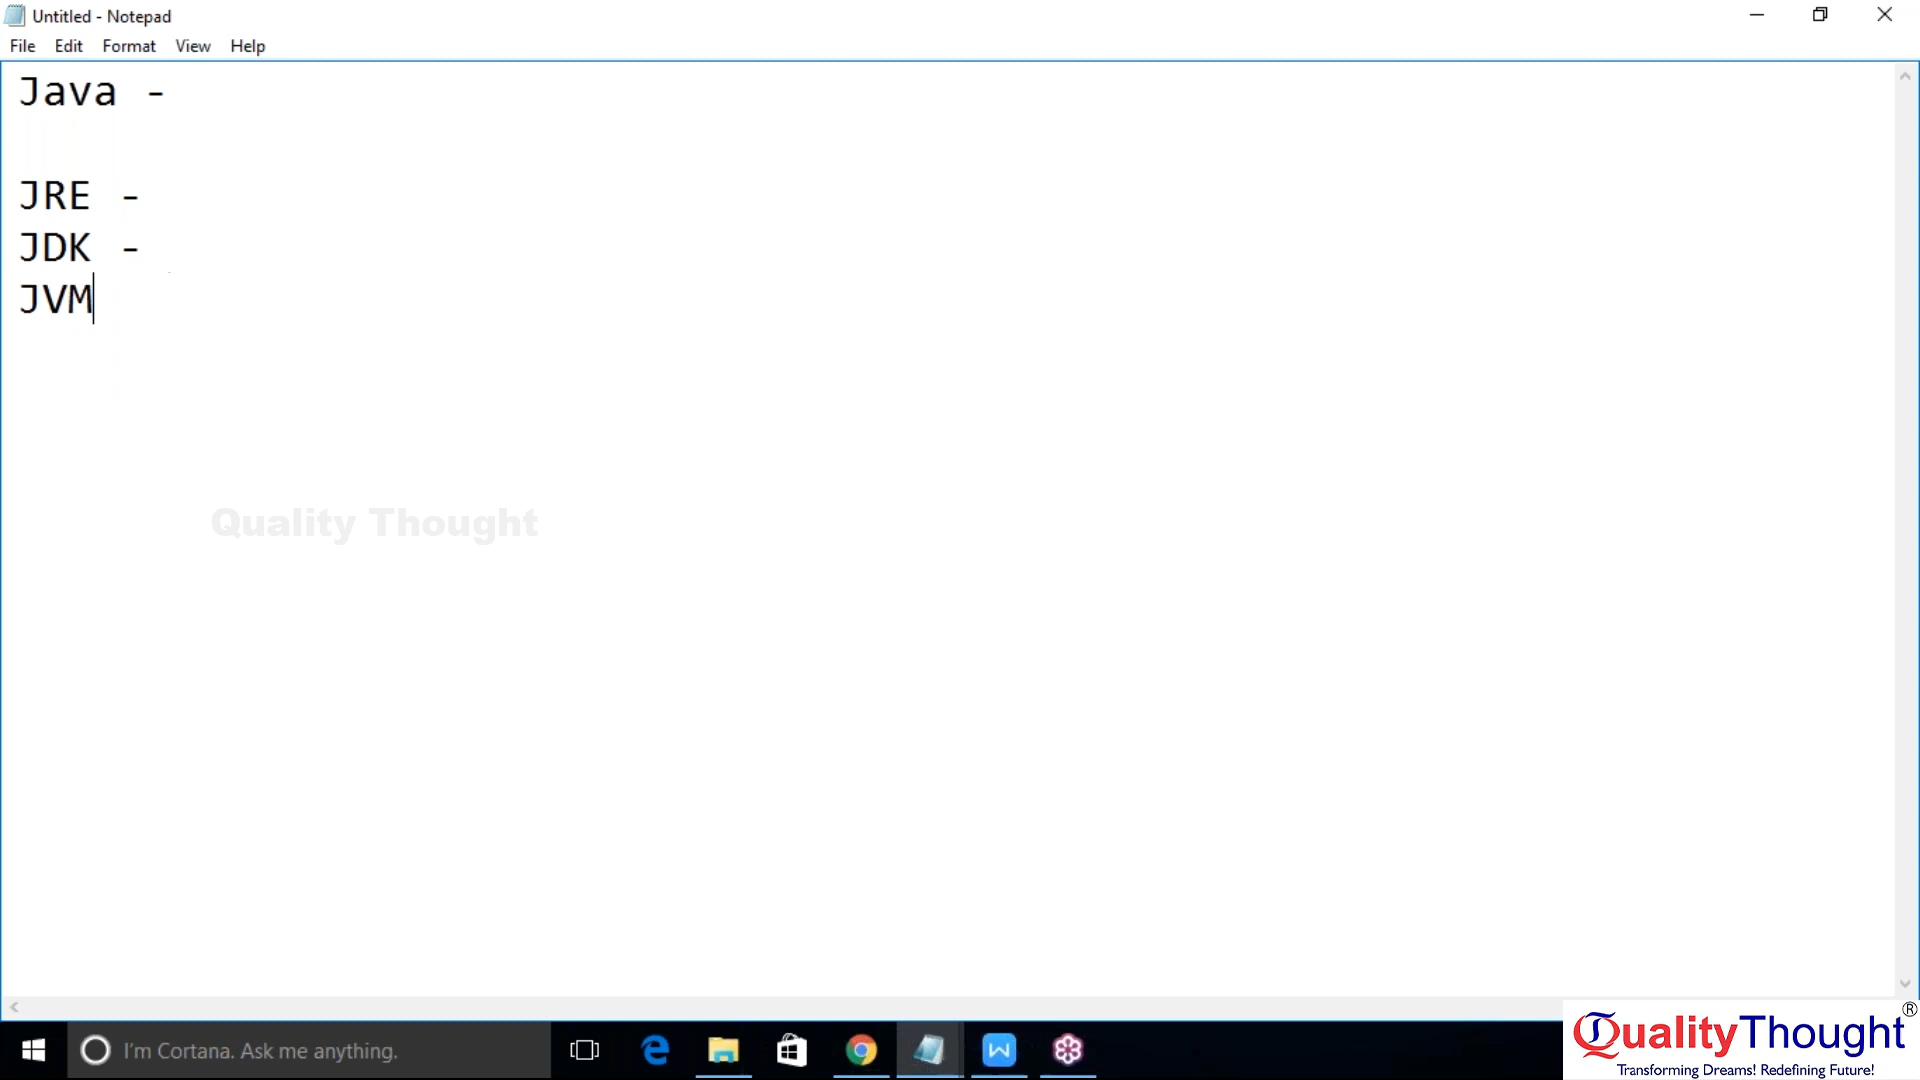 Untitled - Notepad
File Edit Format View Help
Java -
JRE -
JDK -
JVM
Quality Thought
I'm Cortana. Ask me anything.
QualityThought®
Transforming Dreams! Redefining Future!